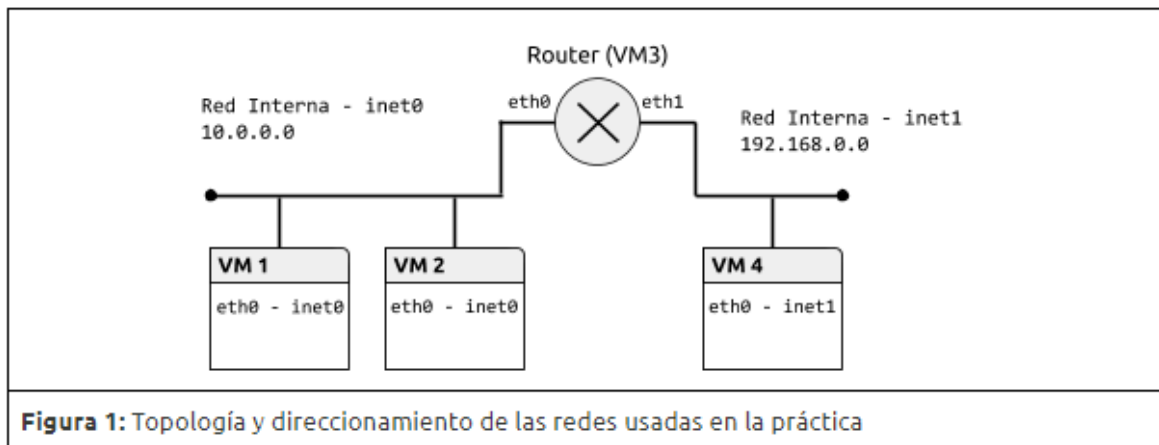 Router (VM3)
eth0
eth1
Red Interna - inet0
10.0.0.0
Red Interna - inet1
192.168.0.0
VM 1
eth0 - inet0
VM 2
eth0 - inet0
VM 4
eth0 - inet1
Figura 1: Topología y direccionamiento de las redes usadas en la práctica